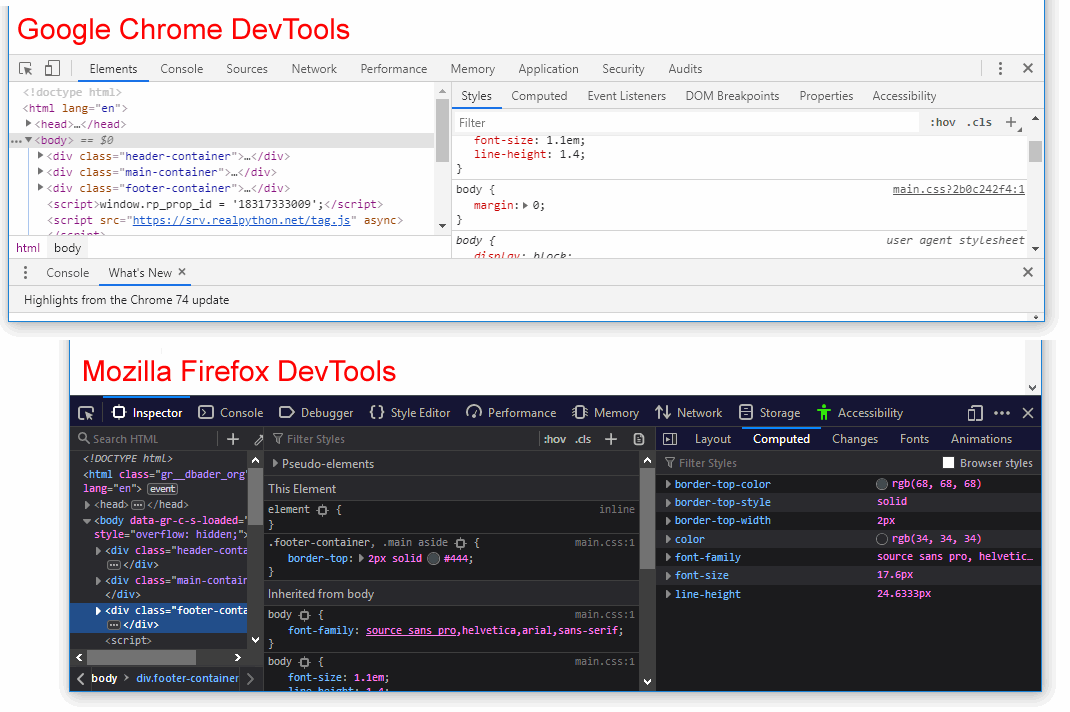 Google Chrome DevTools
Elements Console Sources Network Performance Memory Application Security Audits
<!doctype html>
<html lang="en">
<head>…</head>
<body> == $0
<div class="header-container">…</div>
<div class="main-container">…</div>
<div class="footer-container">…</div>
<script>window.rp_prop_id = '18317333009';</script>
<script src="https://srv.realpython.net/tag.js" async>
</script>
html body
Styles Computed Event Listeners DOM Breakpoints Properties Accessibility
Filter :hov .cls +
font-size: 1.1em;
line-height: 1.4;
}
body { main.css?2b0c242f4:1
margin: 0;
}
body { user agent stylesheet
display: block;
Console What's New ×
Highlights from the Chrome 74 update
Mozilla Firefox DevTools
Inspector Console Debugger Style Editor Performance Memory Network Storage Accessibility
Search HTML +
<!DOCTYPE html>
<html class="gr__dbader_org"
lang="en"> event
<head>…</head>
<body data-gr-c-s-loaded="
style="overflow: hidden;">
<div class="header-conta
…</div>
<div class="main-contain
</div>
<div class="footer-conta
…</div>
<script>
body > div.footer-container
Filter Styles :hov .cls +
Pseudo-elements
This Element
element { inline
}
.footer-container, .main aside { main.css:1
border-top: 2px solid #444;
}
Inherited from body
body { main.css:1
font-family: source sans pro,helvetica,arial,sans-serif;
}
body { main.css:1
font-size: 1.1em;
line-height: 1.4;
Layout Computed Changes Fonts Animations
Filter Styles Browser styles
border-top-color rgb(68, 68, 68)
border-top-style solid
border-top-width 2px
color rgb(34, 34, 34)
font-family source sans pro, helvetic…
font-size 17.6px
line-height 24.6333px